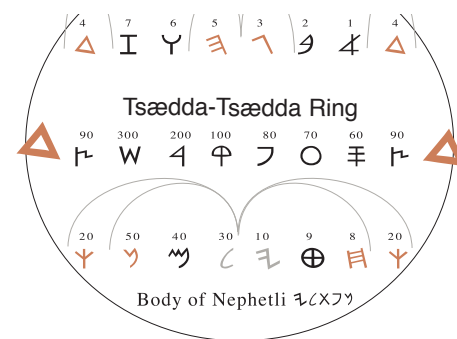 4 7 6 5 3 2 1 4
𐤃 𐤀 𐤁 𐤂 𐤄 𐤅 𐤆 𐤃
Tsædda-Tsædda Ring
90 300 200 100 80 70 60 90
𐤑 𐤎 𐤏 𐤐 𐤒 𐤓 𐤔 𐤑
20 50 40 30 10 9 8 20
𐤊 𐤇 𐤈 𐤉 𐤋 𐤌 𐤍 𐤊
Body of Nephetli 𐤍𐤐𐤕𐤋𐤉